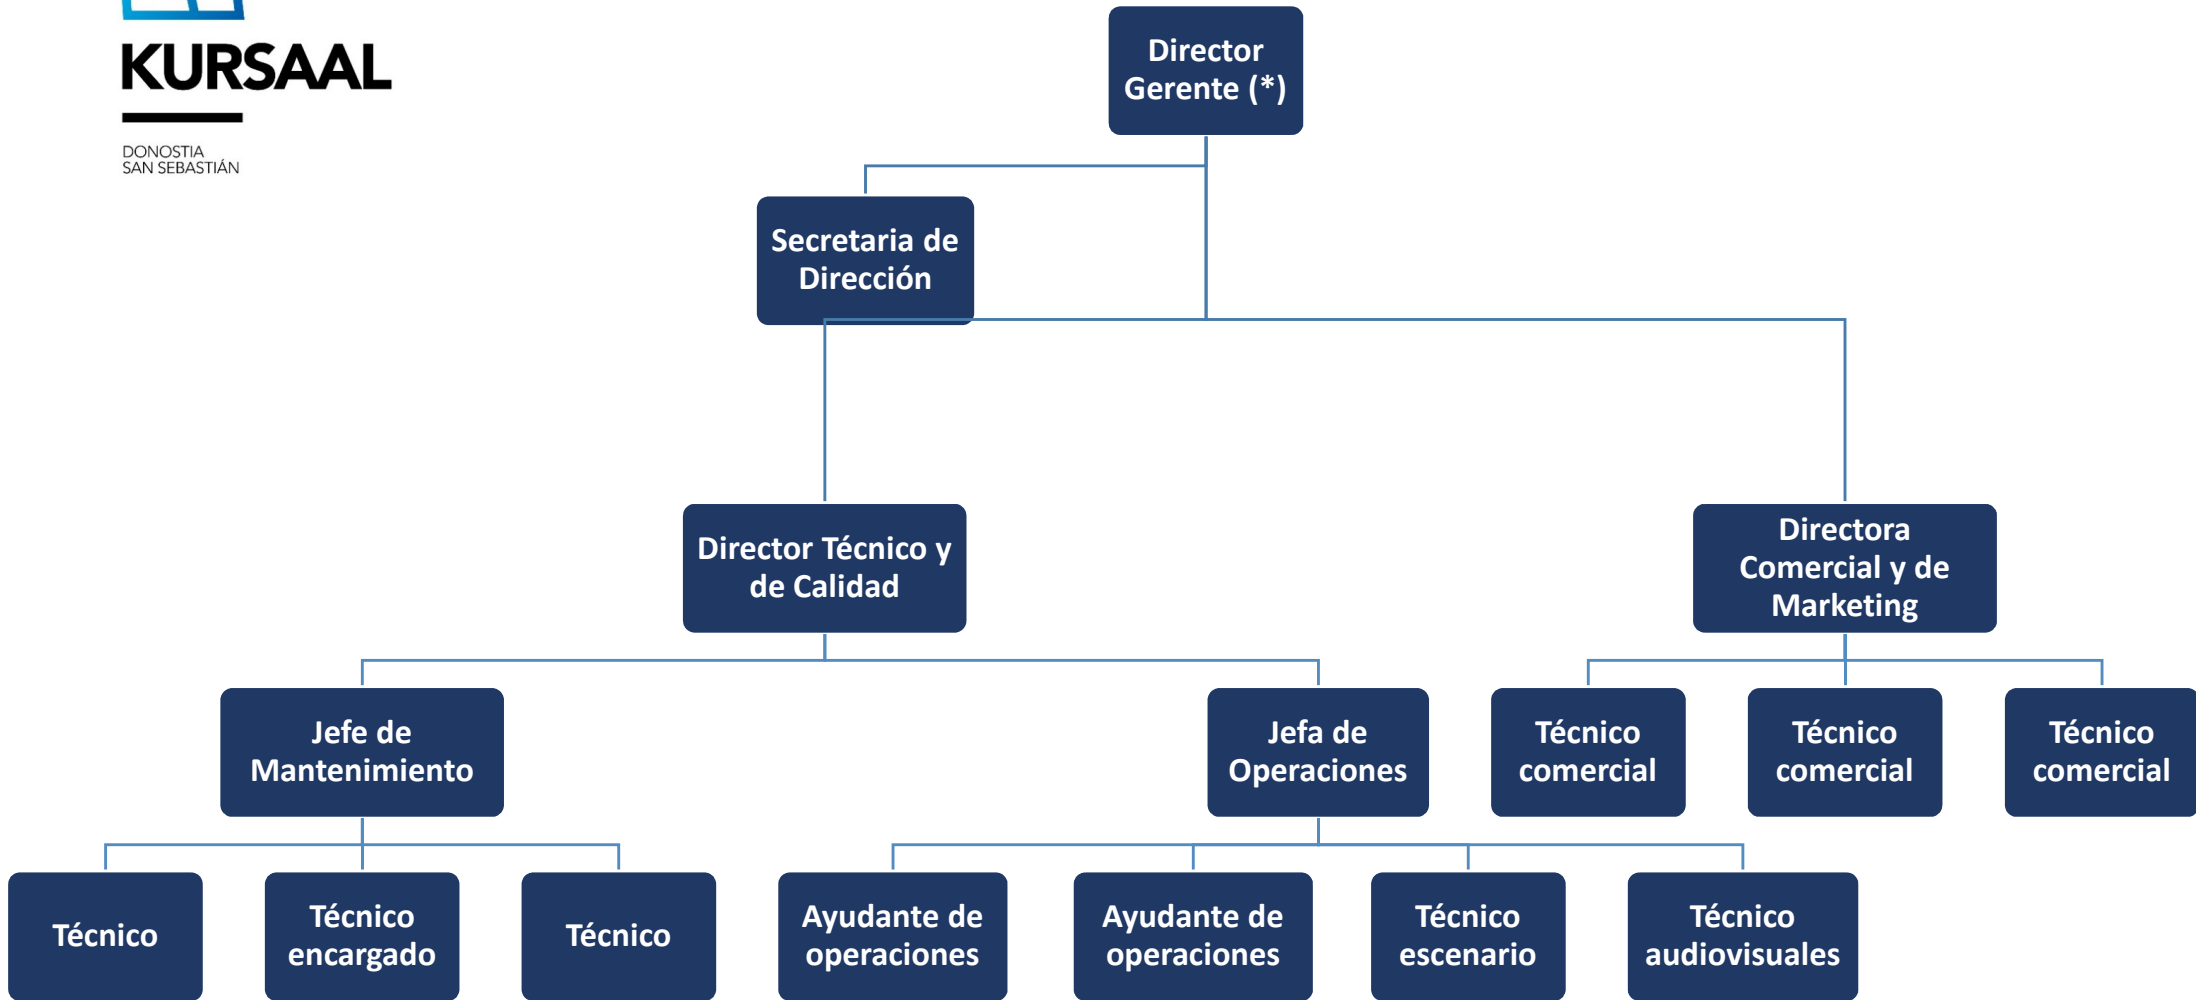 KURSAAL
DONOSTIA
SAN SEBASTIÁN
Director
Gerente (*)
Secretaria de
Dirección
Director Técnico y
de Calidad
Directora
Comercial y de
Marketing
Jefe de
Mantenimiento
Jefa de
Operaciones
Técnico
comercial
Técnico
comercial
Técnico
comercial
Técnico
Técnico
encargado
Técnico
Ayudante de
operaciones
Ayudante de
operaciones
Técnico
escenario
Técnico
audiovisuales